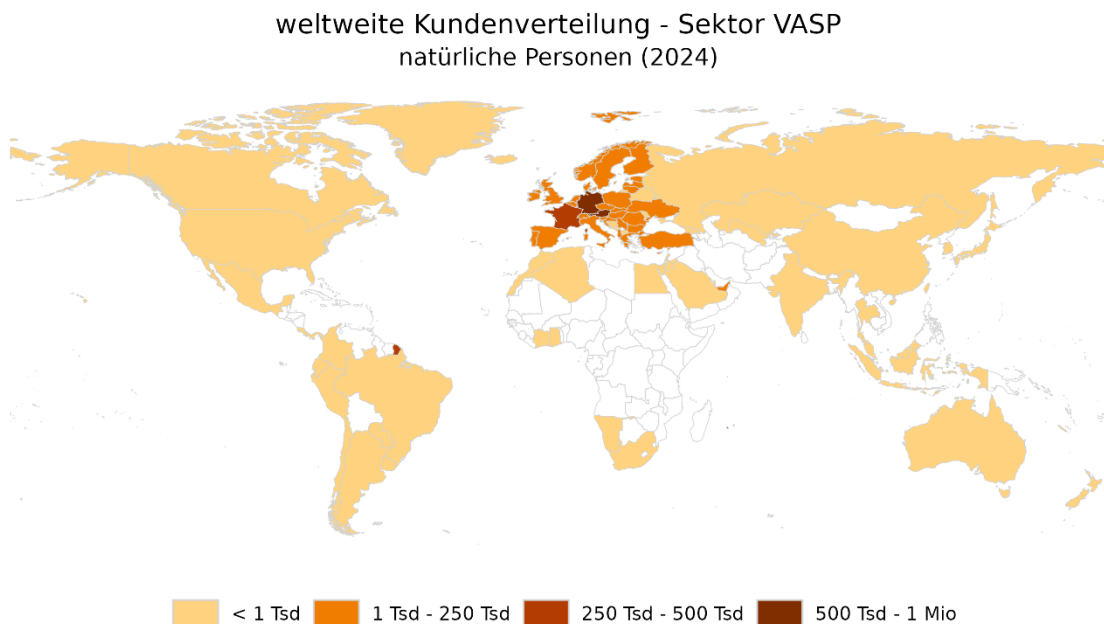 weltweite Kundenverteilung - Sektor VASP
natürliche Personen (2024)
< 1 Tsd 1 Tsd - 250 Tsd 250 Tsd - 500 Tsd 500 Tsd - 1 Mio